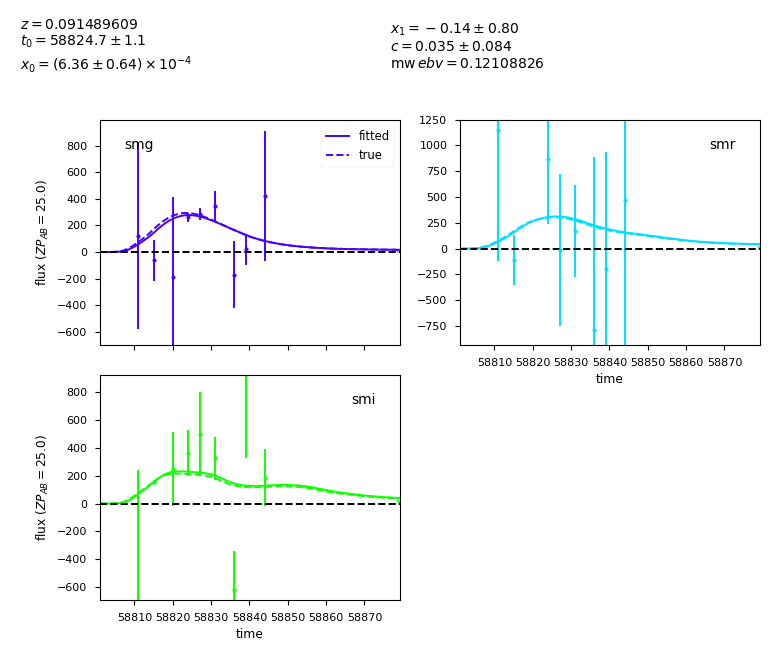 z = 0.091489609
t₀ = 58824.7 ± 1.1
x₀ = (6.36 ± 0.64) × 10⁻⁴
x₁ = −0.14 ± 0.80
c = 0.035 ± 0.084
mw ebv = 0.12108826
smg
fitted
true
800
600
400
200
0
−200
−400
−600
flux (ZP_AB = 25.0)
smr
1250
1000
750
500
250
0
−250
−500
−750
58810 58820 58830 58840 58850 58860 58870
time
smi
800
600
400
200
0
−200
−400
−600
flux (ZP_AB = 25.0)
58810 58820 58830 58840 58850 58860 58870
time